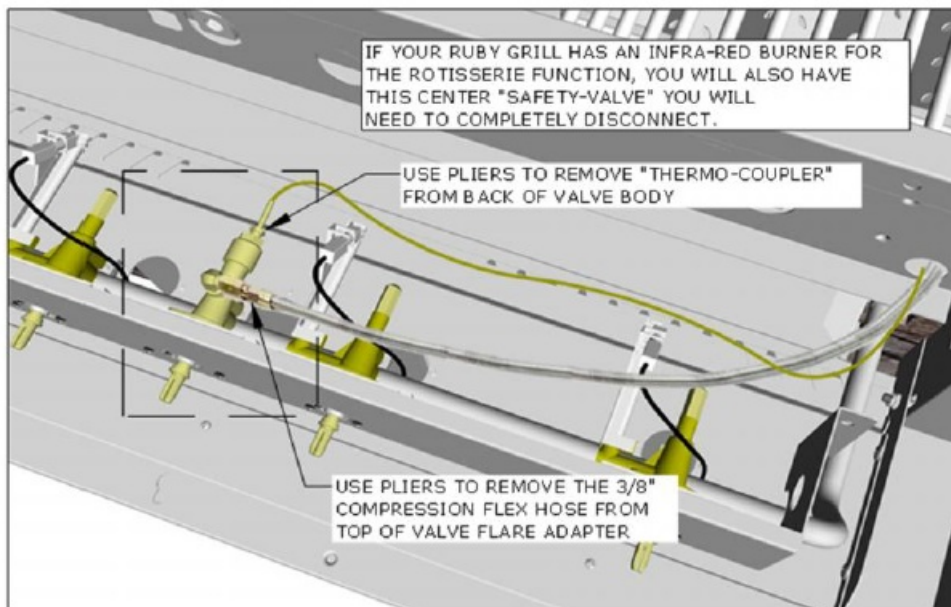 IF YOUR RUBY GRILL HAS AN INFRA-RED BURNER FOR
THE ROTISSERIE FUNCTION, YOU WILL ALSO HAVE
THIS CENTER "SAFETY-VALVE" YOU WILL
NEED TO COMPLETELY DISCONNECT.
USE PLIERS TO REMOVE "THERMO-COUPLER"
FROM BACK OF VALVE BODY
USE PLIERS TO REMOVE THE 3/8"
COMPRESSION FLEX HOSE FROM
TOP OF VALVE FLARE ADAPTER